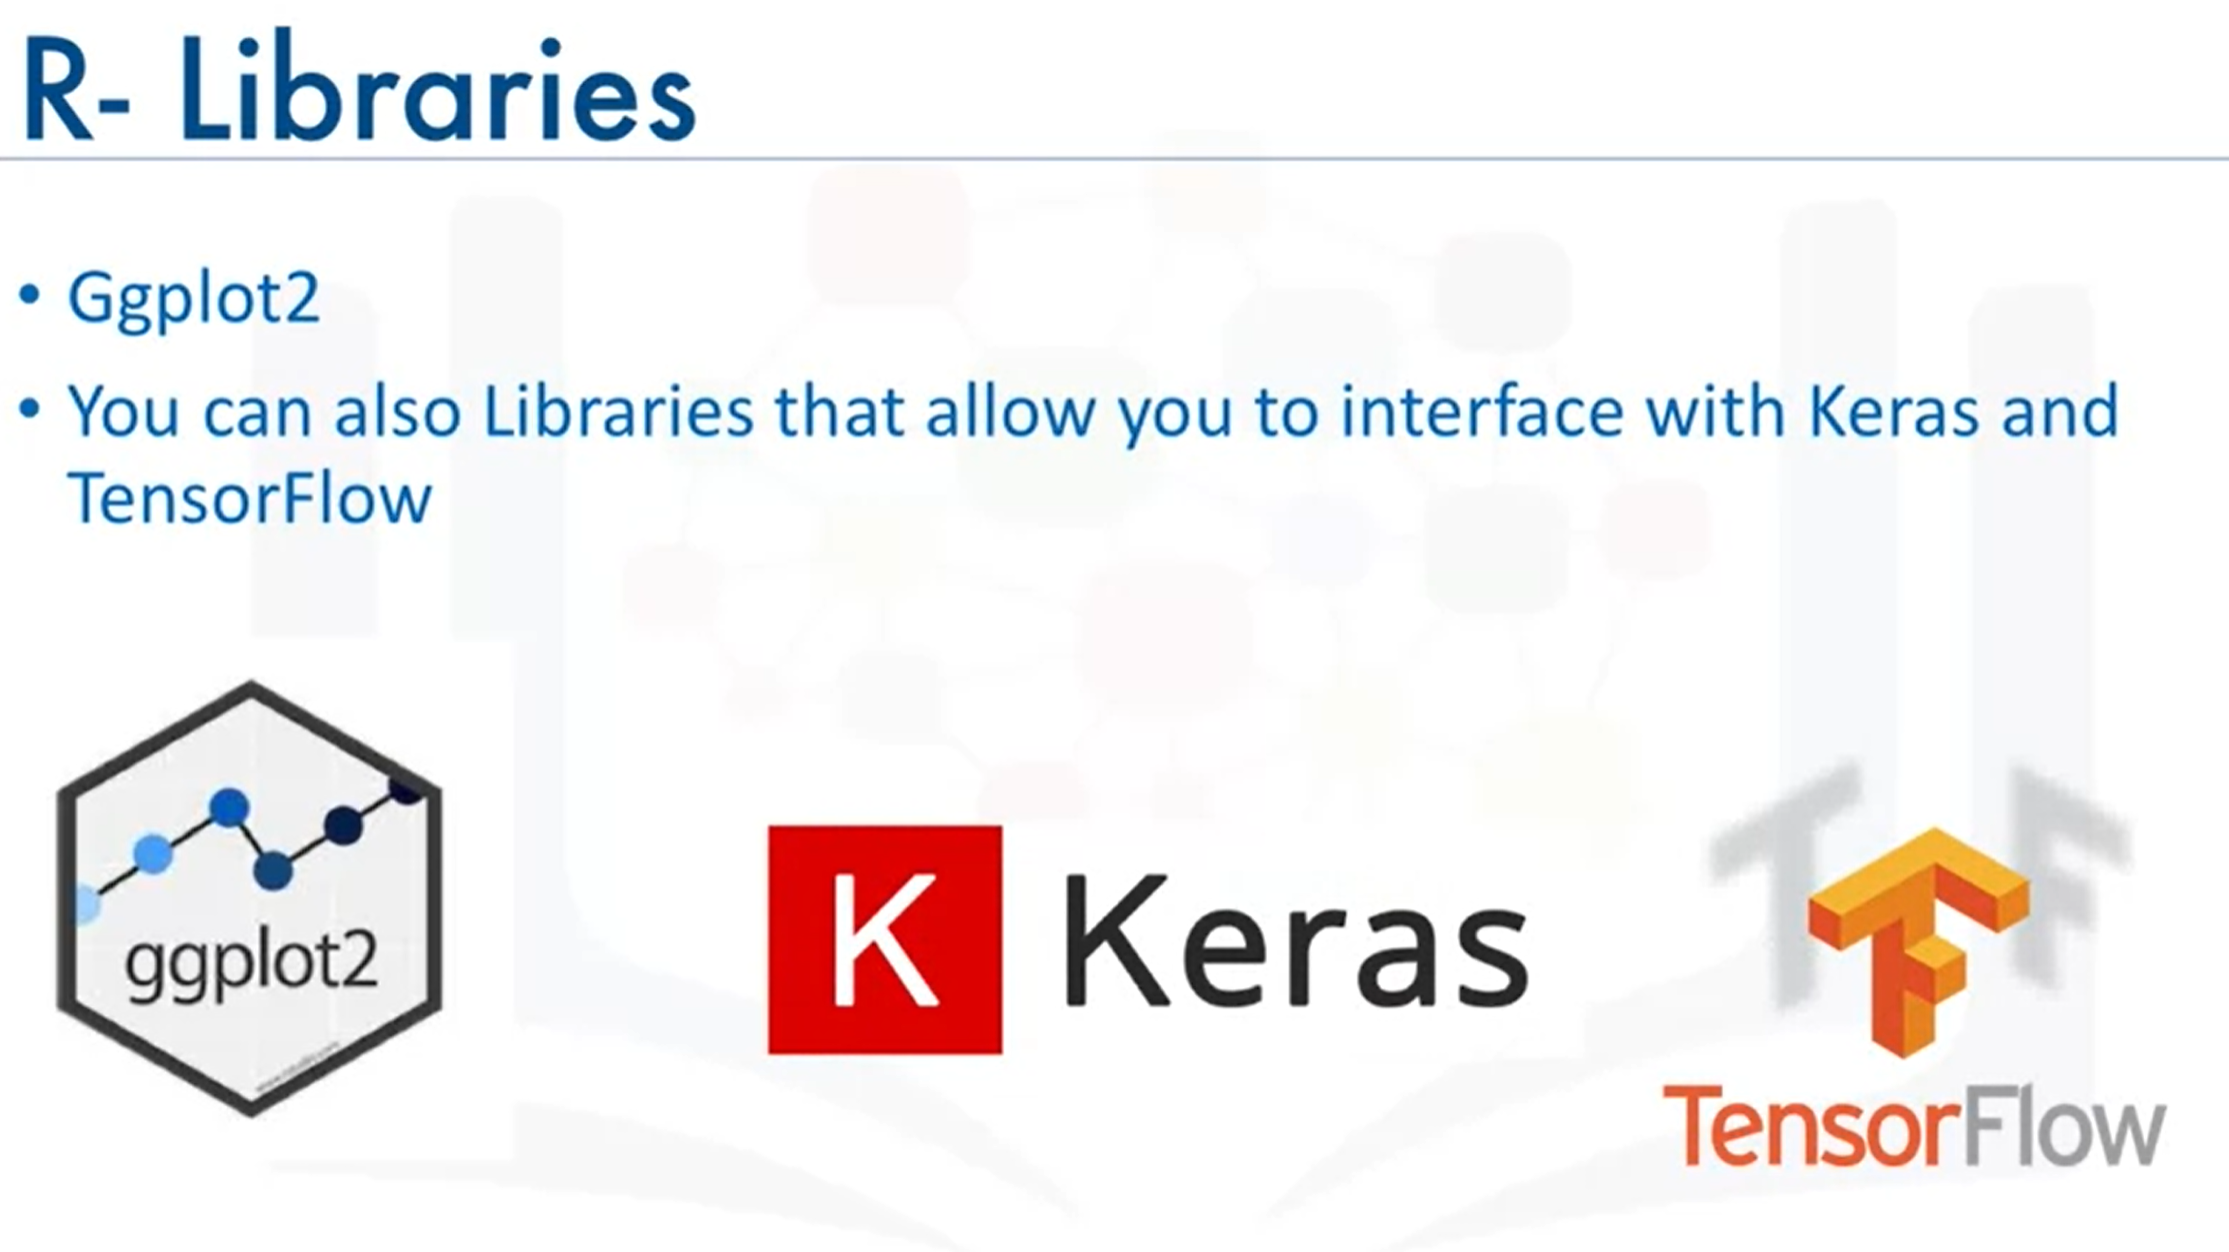 R- Libraries
• Ggplot2
• You can also Libraries that allow you to interface with Keras and
TensorFlow
ggplot2
K Keras
TensorFlow